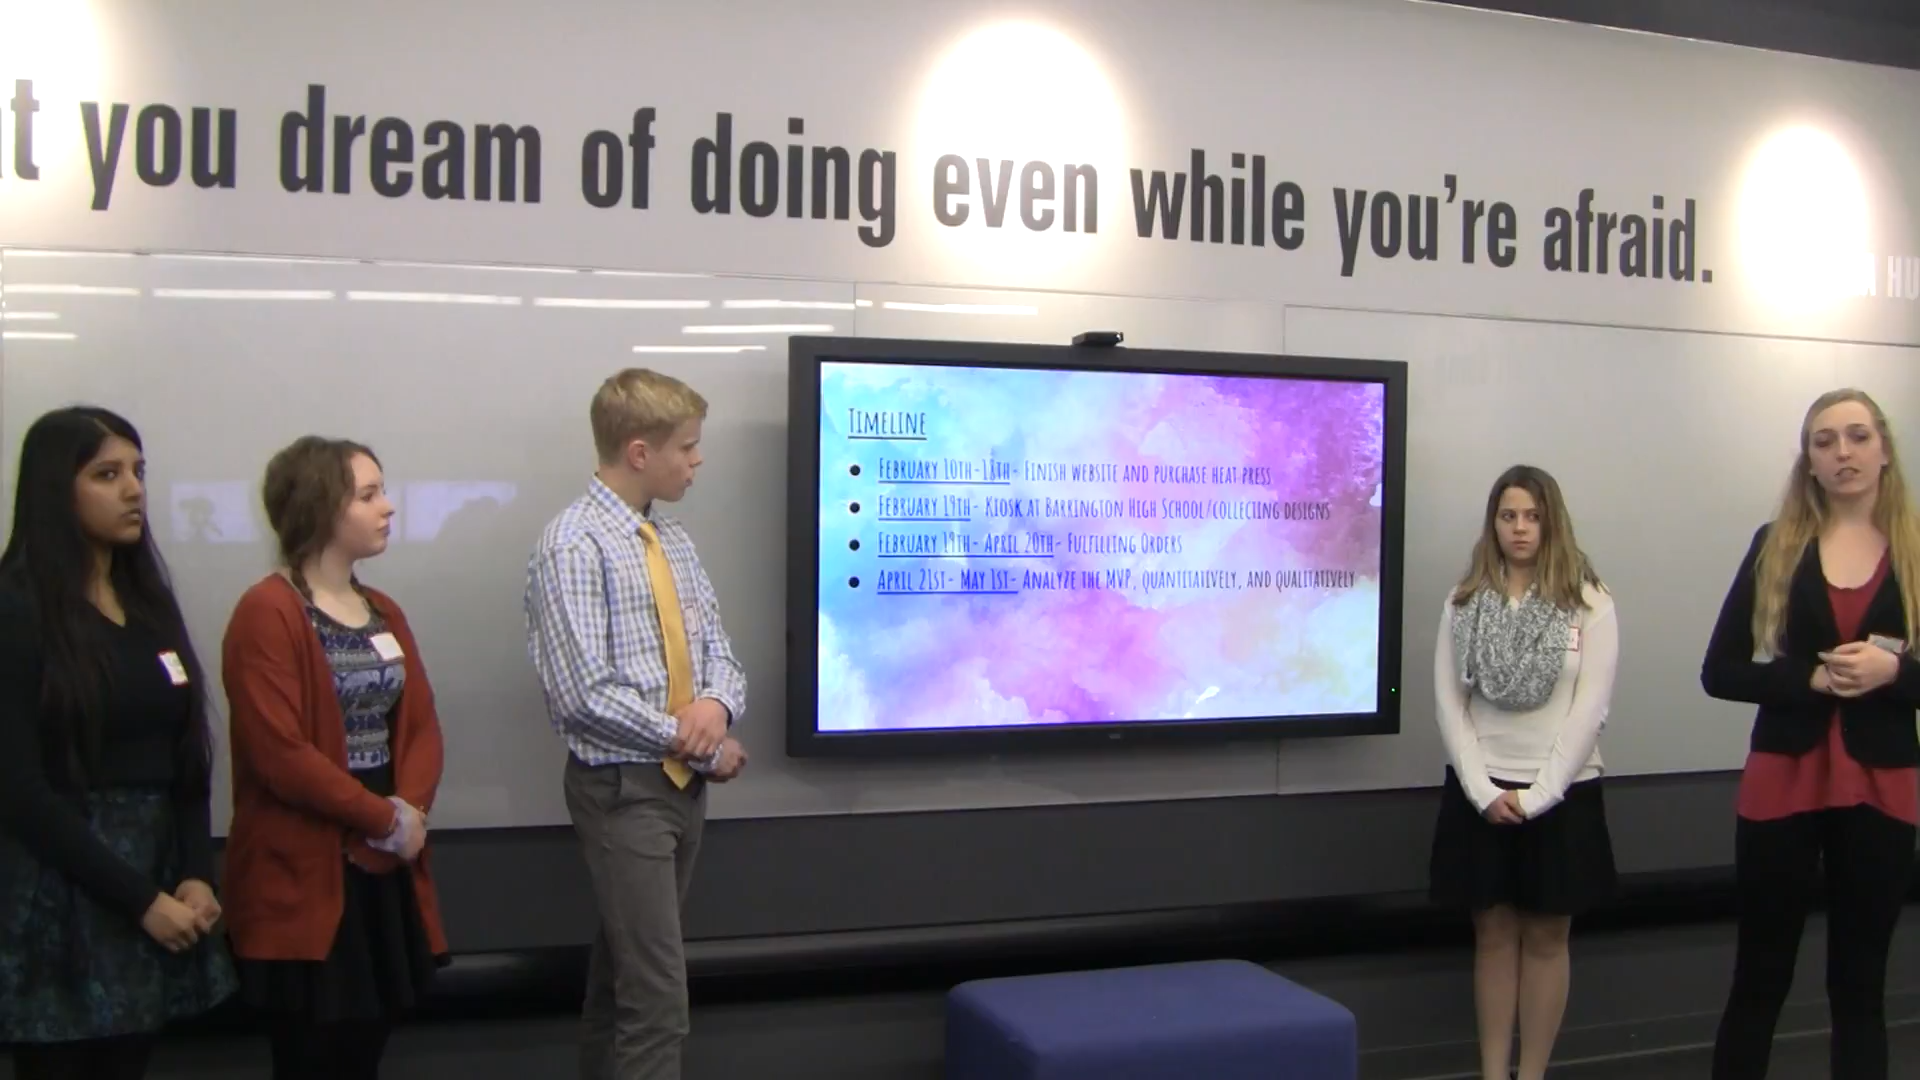 you dream of doing even while you're afraid.
HU
TIMELINE
FEBRUARY 10TH-18TH- FINISH WEBSITE AND PURCHASE HEAT PRESS
FEBRUARY 19TH- KIOSK AT BARRINGTON HIGH SCHOOL/COLLECTING DESIGNS
FEBRUARY 19TH- APRIL 20TH- FULFILLING ORDERS
APRIL 21ST- MAY 1ST- ANALYZE THE MVP, QUANTITATIVELY, AND QUALITATIVELY